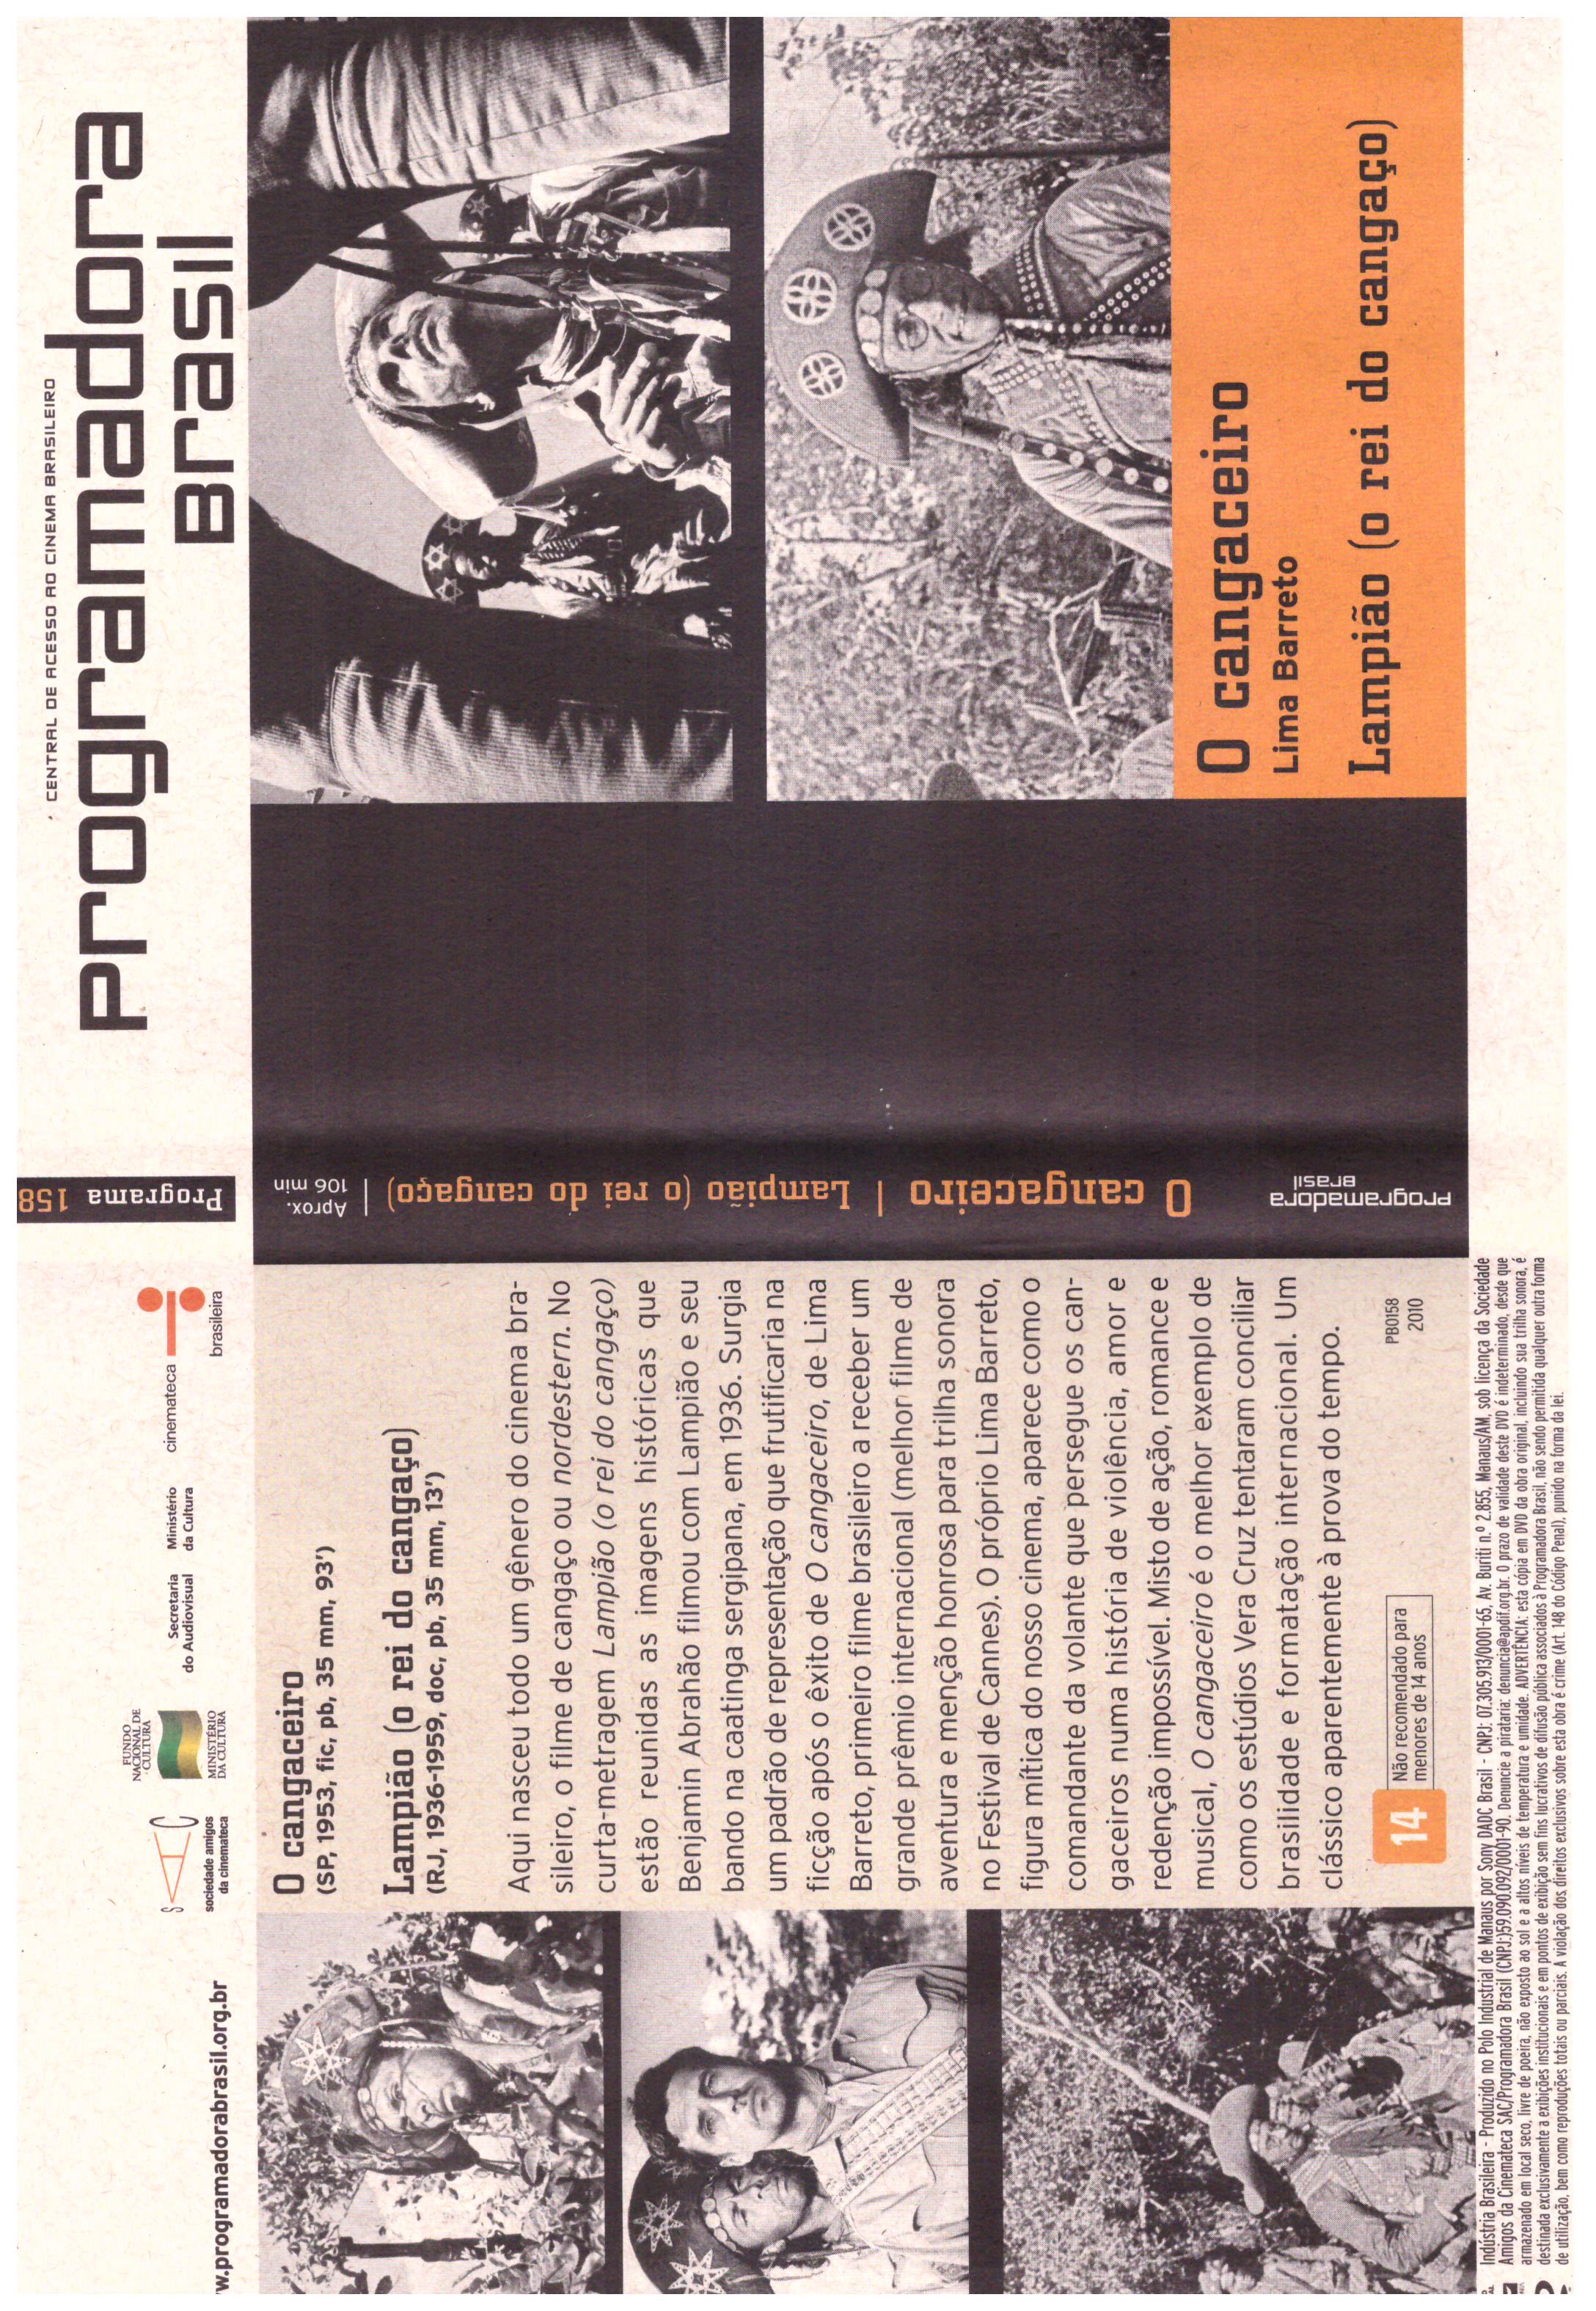 CENTRAL DE ACESSO AO CINEMA BRASILEIRO
programadora
Brasil
O cangaceiro
Lima Barreto
Lampião (o rei do cangaço)
Programa 158
programadora
Brasil
O cangaceiro | Lampião (o rei do cangaço) | Aprox.
106 min
SAC
sociedade amigos
da cinemateca
FUNDO
NACIONAL DE
CULTURA
MINISTÉRIO
DA CULTURA
Secretaria
do Audiovisual
Ministério
da Cultura
cinemateca
brasileira
w.programadorabrasil.org.br
O cangaceiro
(SP, 1953, fic, pb, 35 mm, 93’)
Lampião (o rei do cangaço)
(RJ, 1936-1959, doc, pb, 35 mm, 13’)
Aqui nasceu todo um gênero do cinema bra-
sileiro, o filme de cangaço ou nordestern. No
curta-metragem Lampião (o rei do cangaço)
estão reunidas as imagens históricas que
Benjamin Abrahão filmou com Lampião e seu
bando na caatinga sergipana, em 1936. Surgia
um padrão de representação que frutificaria na
ficção após o êxito de O cangaceiro, de Lima
Barreto, primeiro filme brasileiro a receber um
grande prêmio internacional (melhor filme de
aventura e menção honrosa para trilha sonora
no Festival de Cannes). O próprio Lima Barreto,
figura mítica do nosso cinema, aparece como o
comandante da volante que persegue os can-
gaceiros numa história de violência, amor e
redenção impossível. Misto de ação, romance e
musical, O cangaceiro é o melhor exemplo de
como os estúdios Vera Cruz tentaram conciliar
brasilidade e formatação internacional. Um
clássico aparentemente à prova do tempo.
14
Não recomendado para
menores de 14 anos
PB0158
2010
Indústria Brasileira - Produzido no Polo Industrial de Manaus por Sony DADC Brasil - CNPJ: 07.305.913/0001-65, Av. Buriti n.º 2.855, Manaus/AM, sob licença da Sociedade
Amigos da Cinemateca SAC/Programadora Brasil (CNPJ:)59.090.092/0001-90. Denuncie a pirataria: denuncia@apdif.org.br. O prazo de validade deste DVD é indeterminado, desde que
armazenado em local seco, livre de poeira, não exposto ao sol e a altos níveis de temperatura e umidade. ADVERTÊNCIA: esta cópia em DVD da obra original, incluindo sua trilha sonora, é
destinada exclusivamente a exibições institucionais e em pontos de exibição sem fins lucrativos de difusão pública associados à Programadora Brasil, não sendo permitida qualquer outra forma
de utilização, bem como reproduções totais ou parciais. A violação dos direitos exclusivos sobre esta obra é crime (Art. 148 do Código Penal), punido na forma da lei.